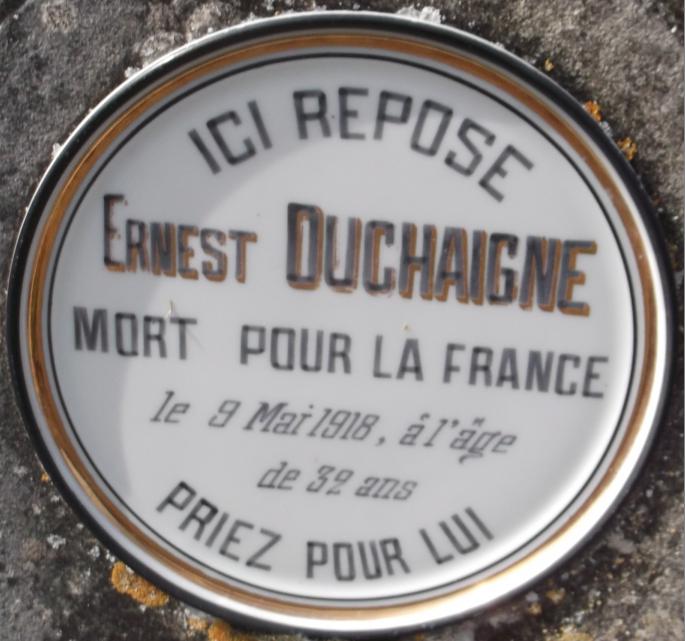 ICI REPOSE
ERNEST DUCHAIGNE
MORT POUR LA FRANCE
le 9 Mai 1918, â l'âge
de 32 ans
PRIEZ POUR LUI